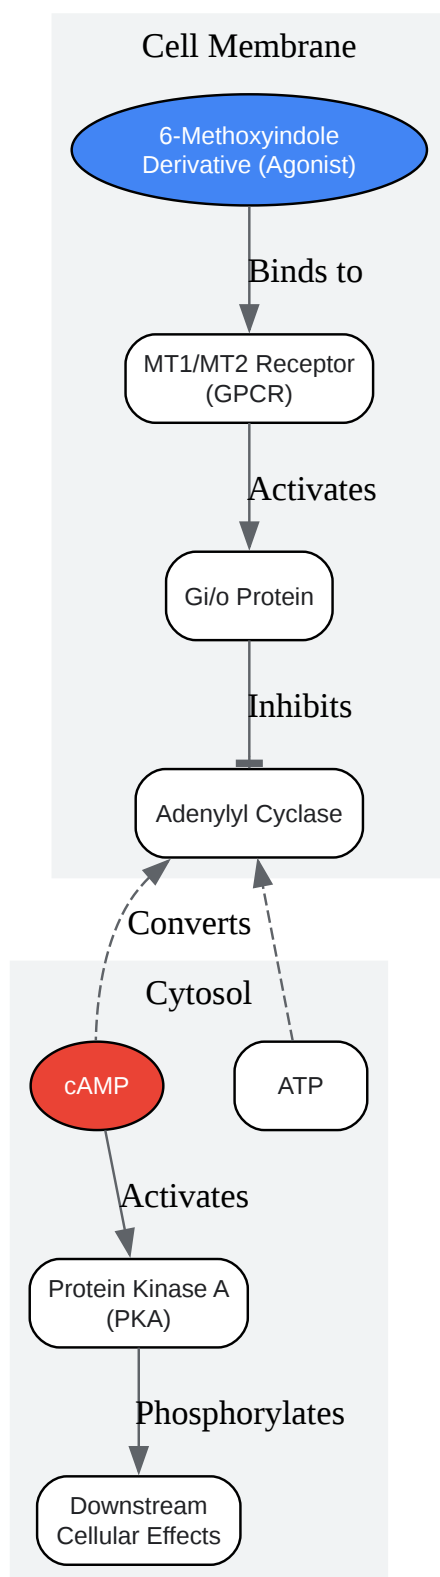 Cell Membrane
6-Methoxyindole
Derivative (Agonist)
Binds to
MT1/MT2 Receptor
(GPCR)
Activates
Gi/o Protein
Inhibits
Adenylyl Cyclase
Converts
Cytosol
cAMP
ATP
Activates
Protein Kinase A
(PKA)
Phosphorylates
Downstream
Cellular Effects